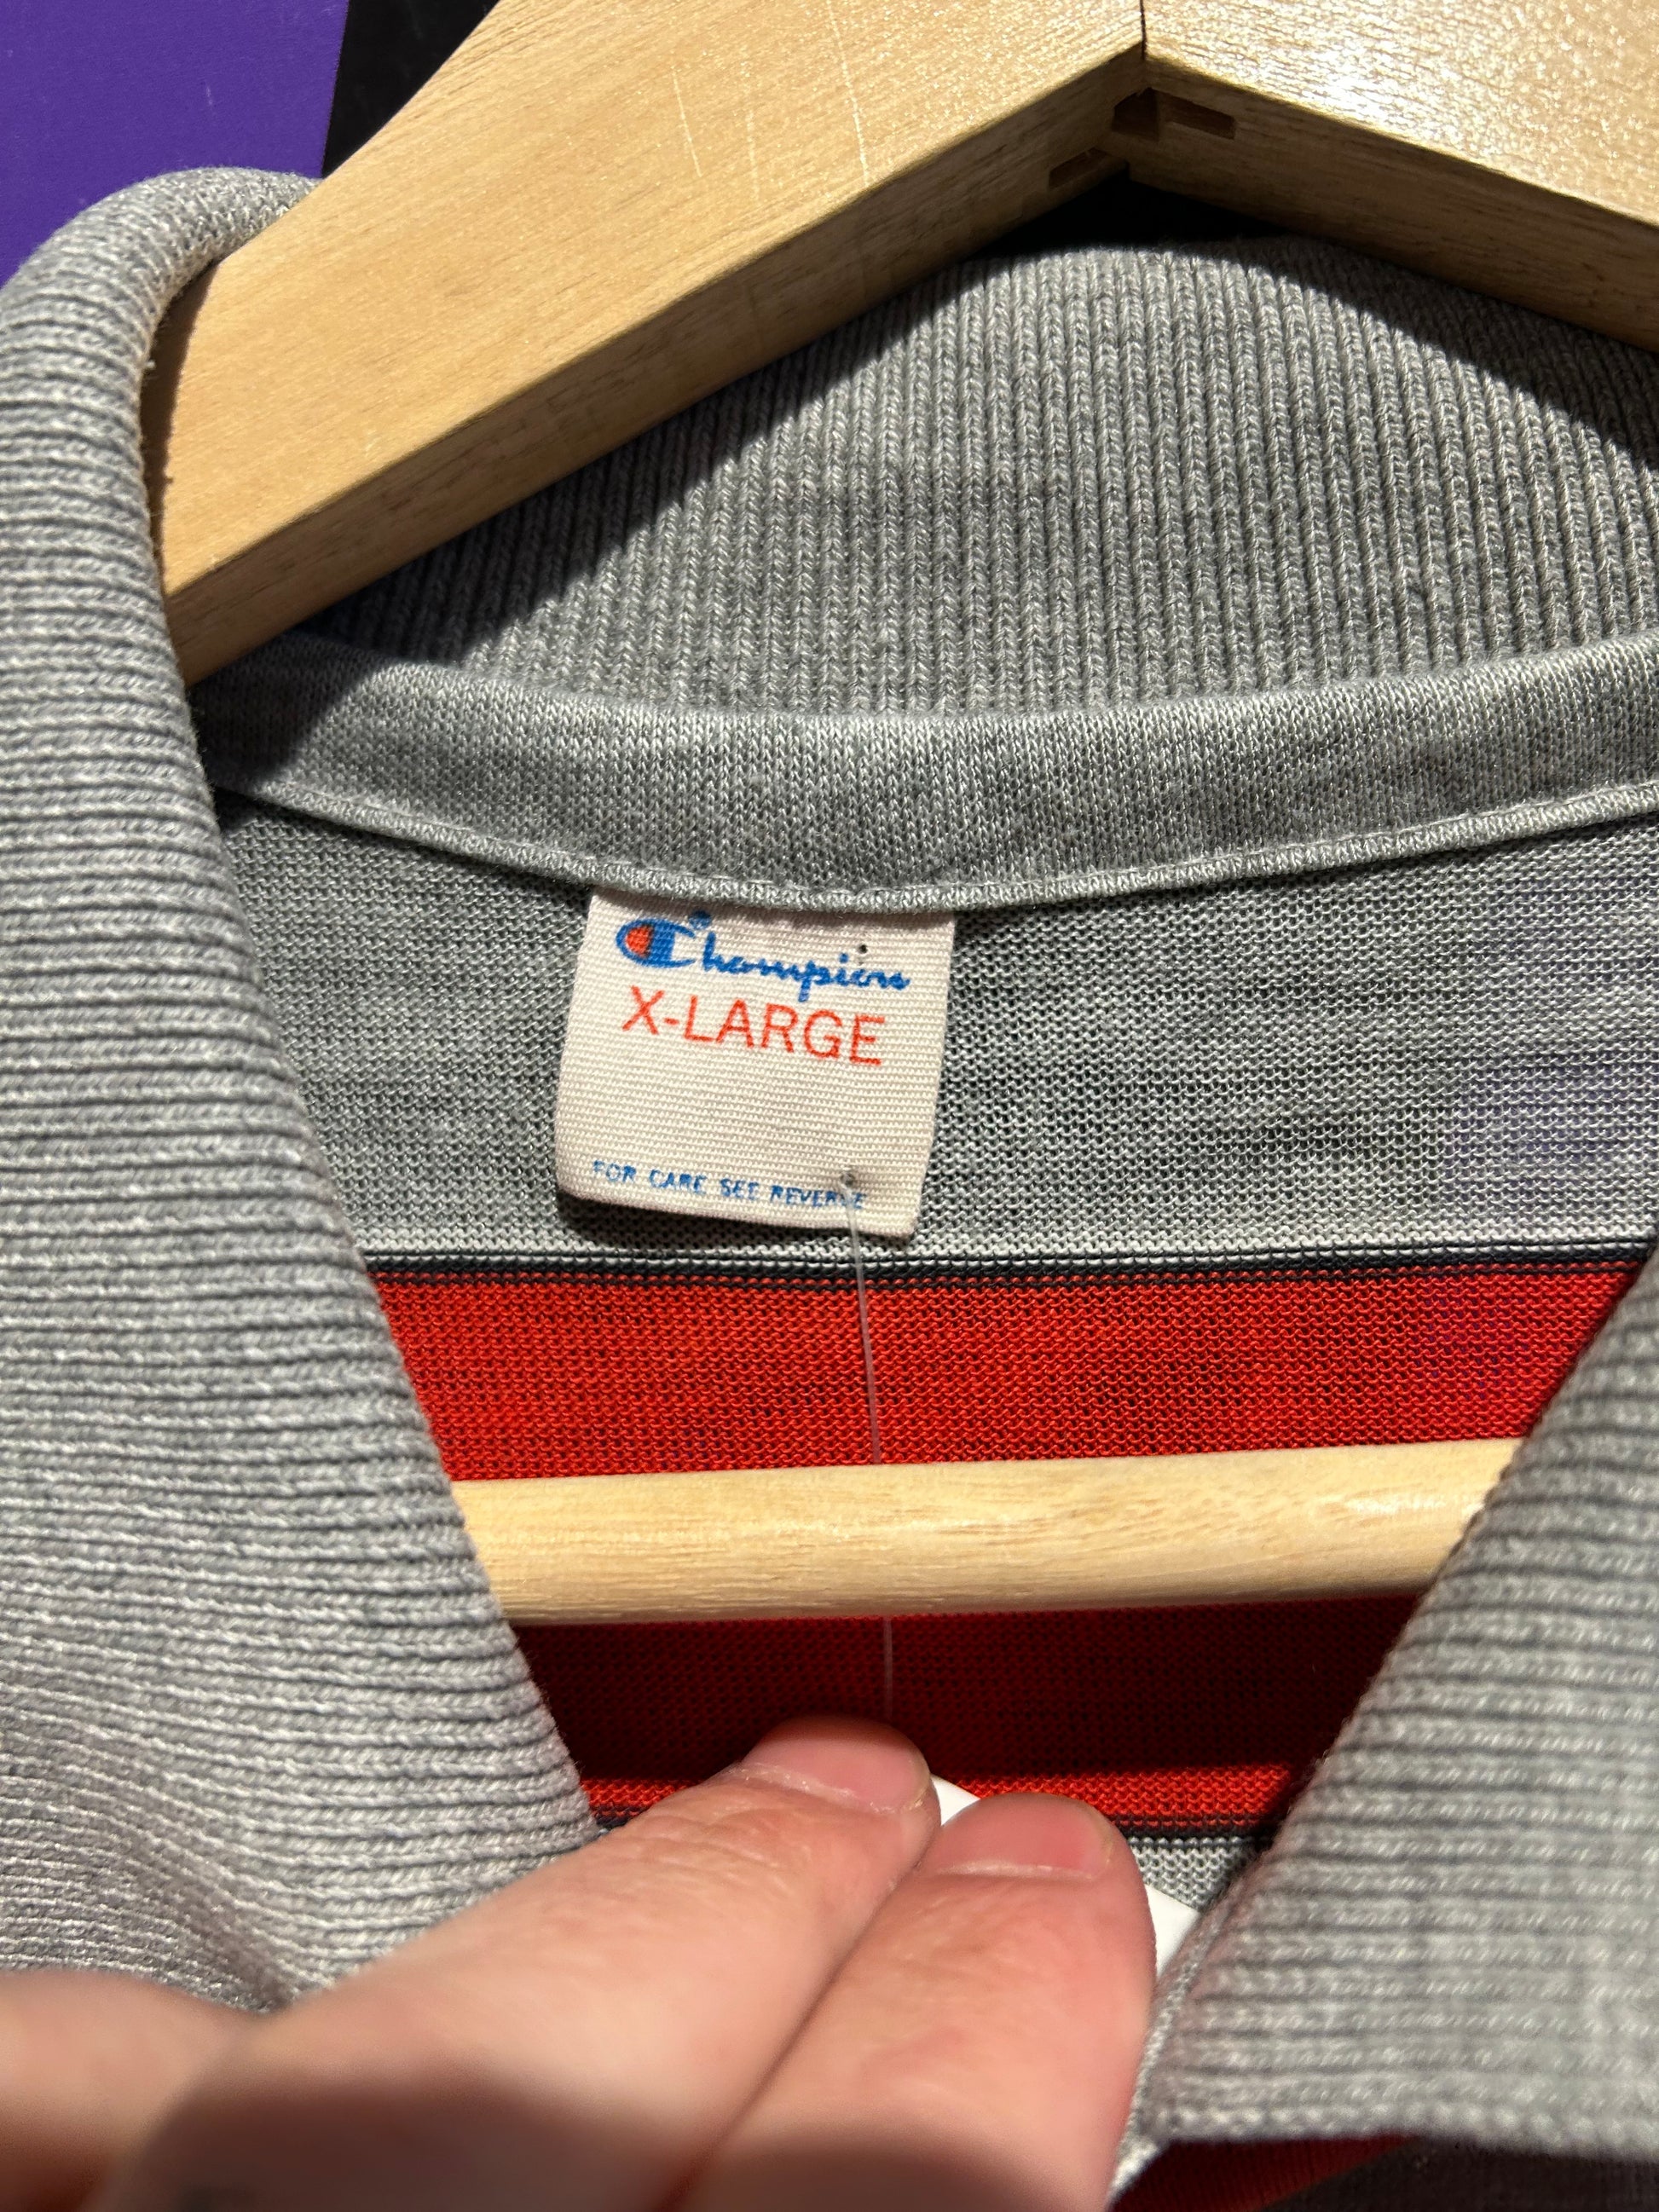 Champion
X-LARGE
FOR CARE SEE REVERSE